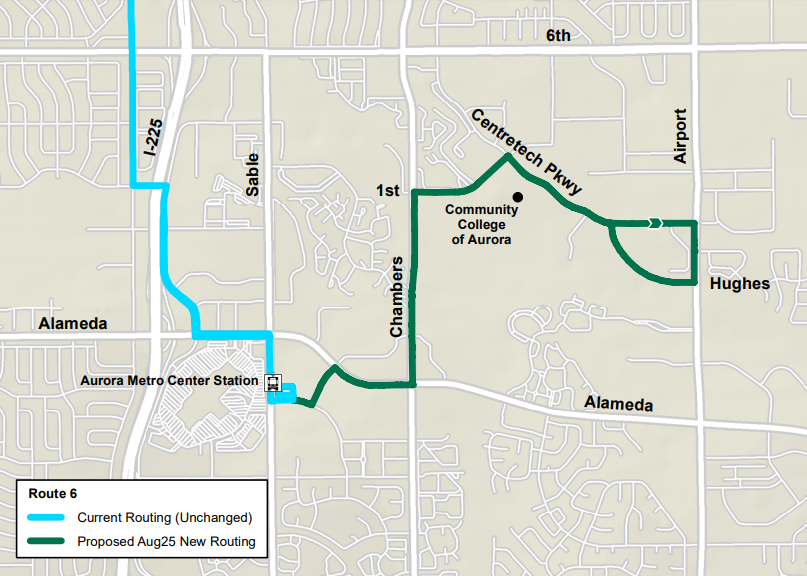 6th
I-225
Sable
Airport
Centretech Pkwy
1st
Community
College
of Aurora
Chambers
Hughes
Alameda
Aurora Metro Center Station
Alameda
Route 6
Current Routing (Unchanged)
Proposed Aug25 New Routing